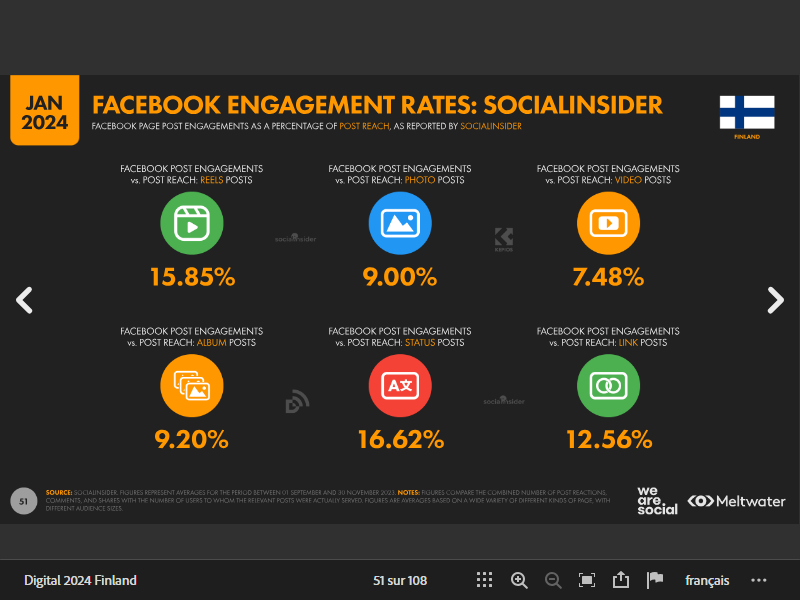 JAN
2024
FACEBOOK ENGAGEMENT RATES: SOCIALINSIDER
FACEBOOK PAGE POST ENGAGEMENTS AS A PERCENTAGE OF POST REACH, AS REPORTED BY SOCIALINSIDER
FINLAND
FACEBOOK POST ENGAGEMENTS
vs. POST REACH: REELS POSTS
15.85%
FACEBOOK POST ENGAGEMENTS
vs. POST REACH: PHOTO POSTS
9.00%
FACEBOOK POST ENGAGEMENTS
vs. POST REACH: VIDEO POSTS
7.48%
socialinsider
KEPIOS
FACEBOOK POST ENGAGEMENTS
vs. POST REACH: ALBUM POSTS
9.20%
FACEBOOK POST ENGAGEMENTS
vs. POST REACH: STATUS POSTS
A文
16.62%
FACEBOOK POST ENGAGEMENTS
vs. POST REACH: LINK POSTS
12.56%
socialinsider
51
SOURCE: SOCIALINSIDER. FIGURES REPRESENT AVERAGES FOR THE PERIOD BETWEEN 01 SEPTEMBER AND 30 NOVEMBER 2023. NOTES: FIGURES COMPARE THE COMBINED NUMBER OF POST REACTIONS,
COMMENTS, AND SHARES WITH THE NUMBER OF USERS TO WHOM THE RELEVANT POSTS WERE ACTUALLY SERVED. FIGURES ARE AVERAGES BASED ON A WIDE VARIETY OF DIFFERENT KINDS OF PAGE, WITH
DIFFERENT AUDIENCE SIZES.
we
are
social
Meltwater
Digital 2024 Finland
51 sur 108
français